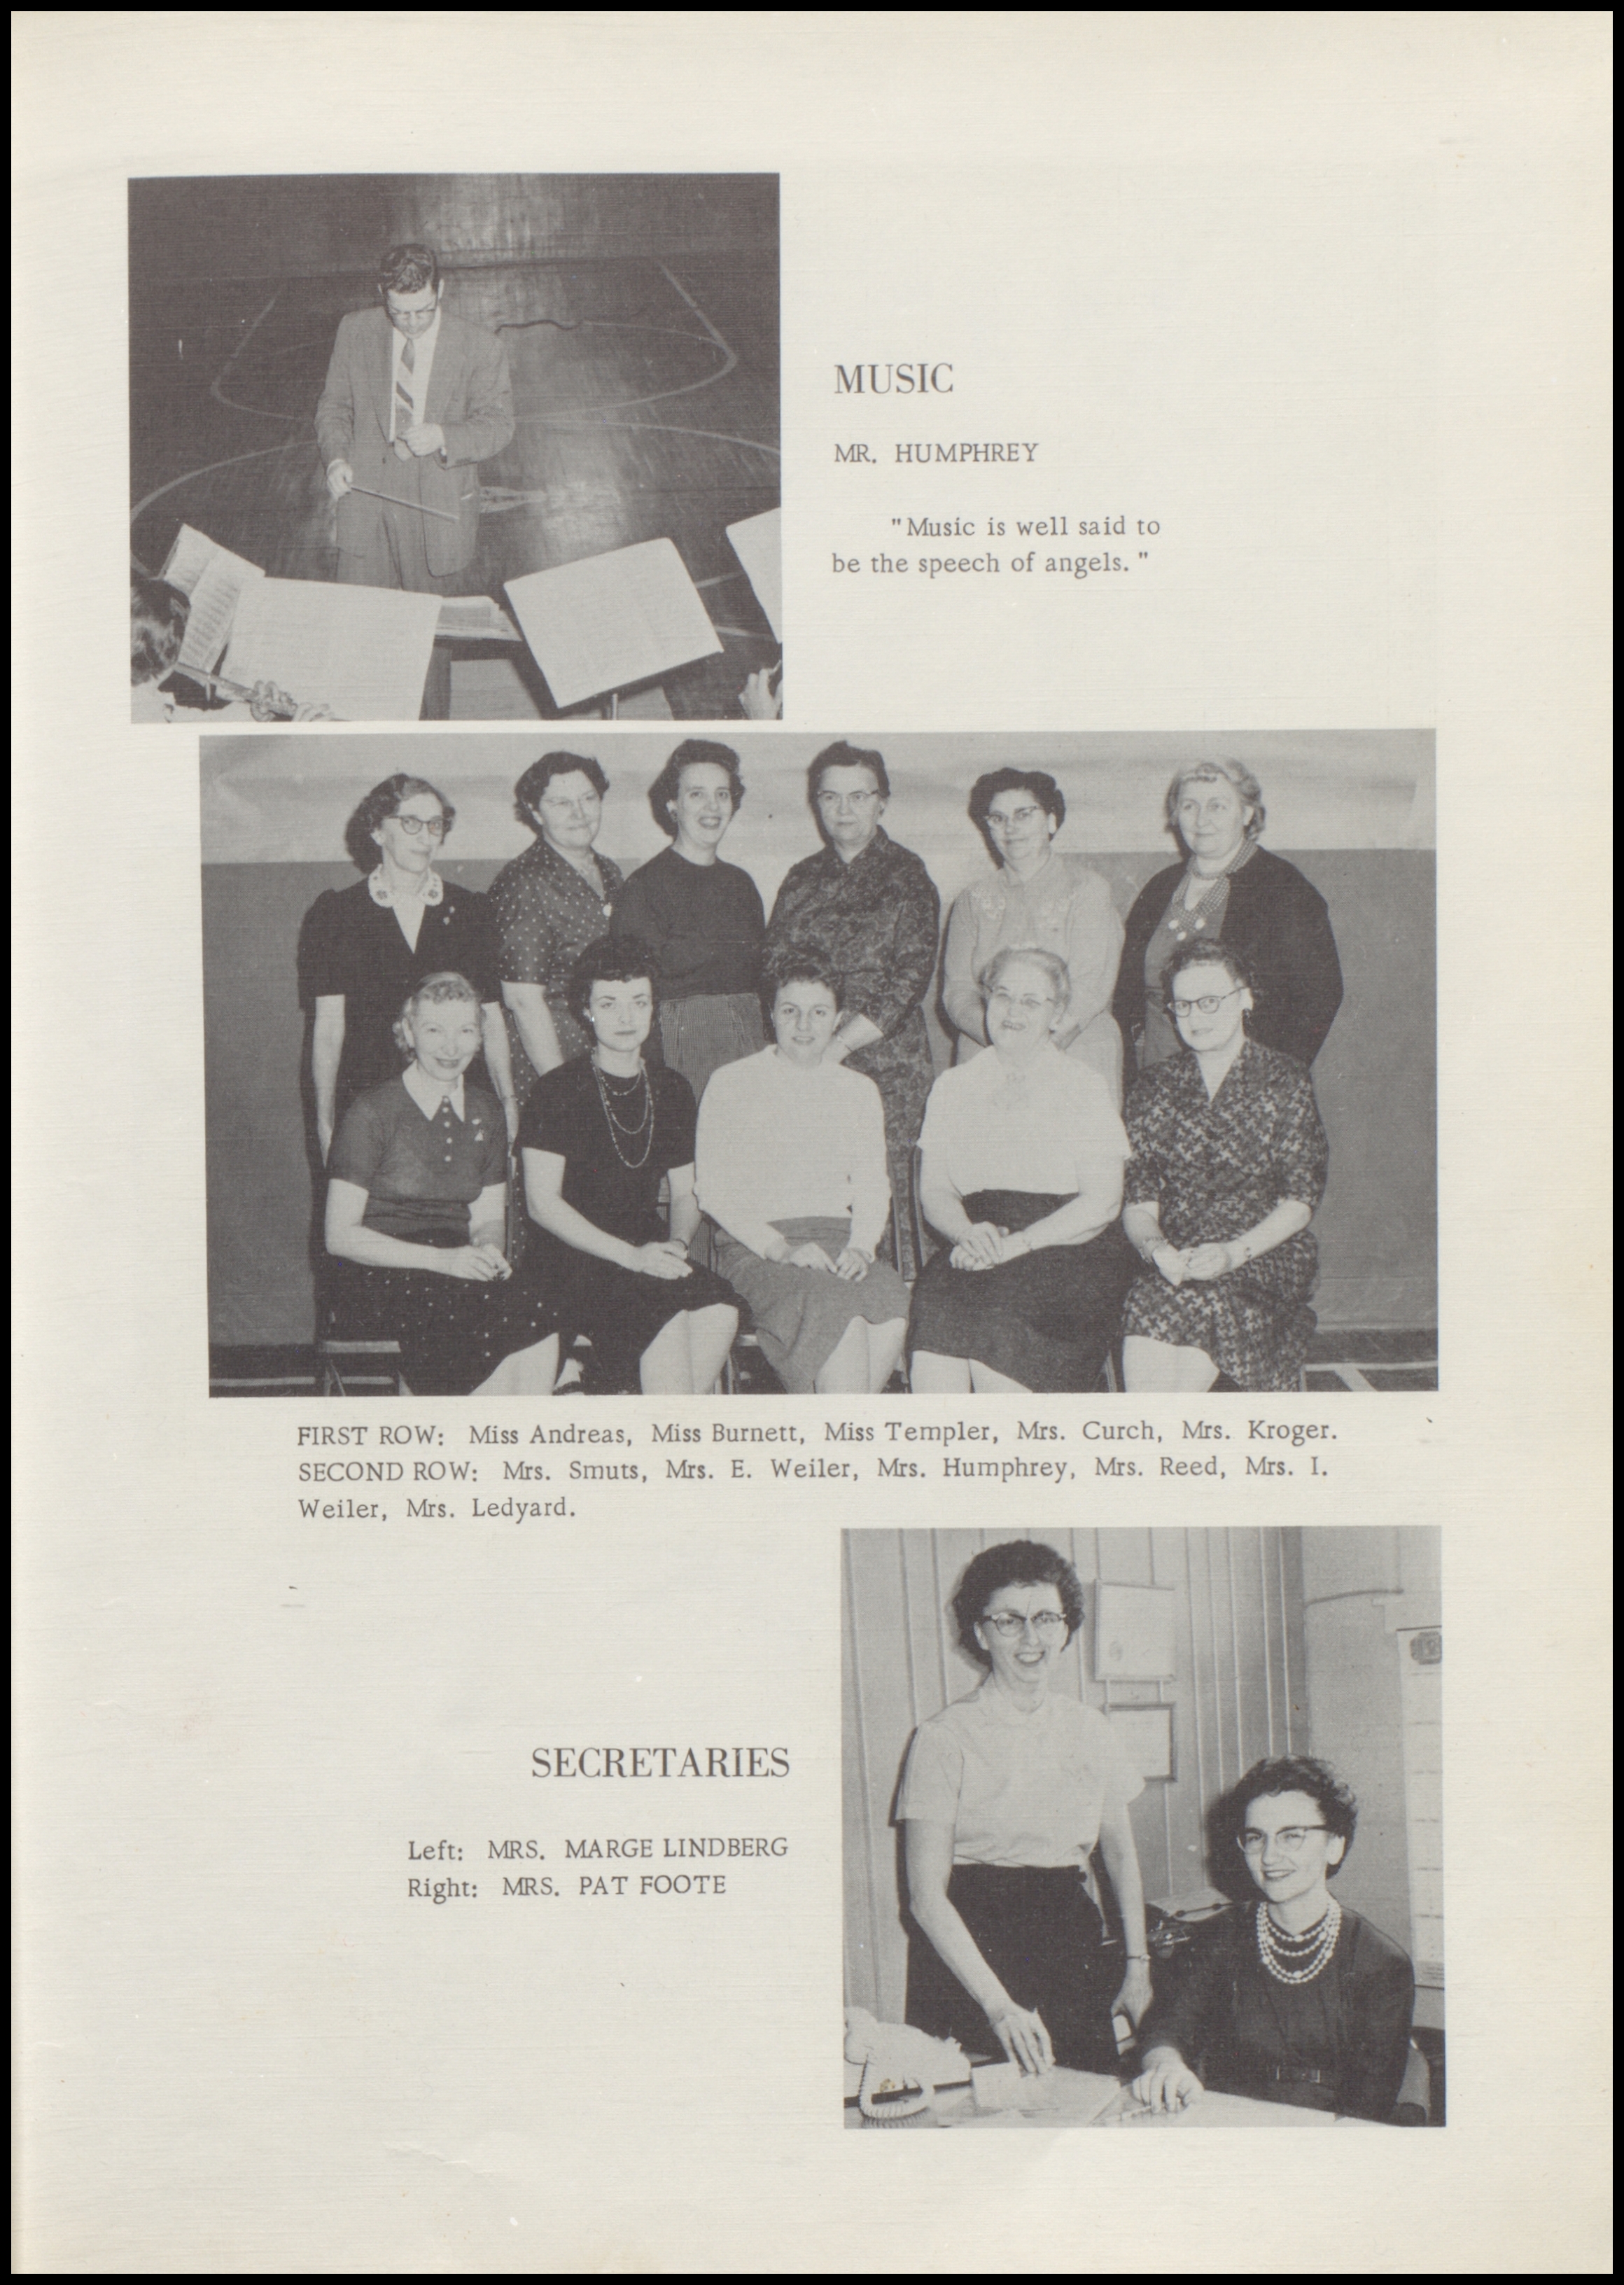 MUSIC
MR. HUMPHREY
"Music is well said to
be the speech of angels."
FIRST ROW: Miss Andreas, Miss Burnett, Miss Templer, Mrs. Curch, Mrs. Kroger.
SECOND ROW: Mrs. Smuts, Mrs. E. Weiler, Mrs. Humphrey, Mrs. Reed, Mrs. I.
Weiler, Mrs. Ledyard.
SECRETARIES
Left: MRS. MARGE LINDBERG
Right: MRS. PAT FOOTE